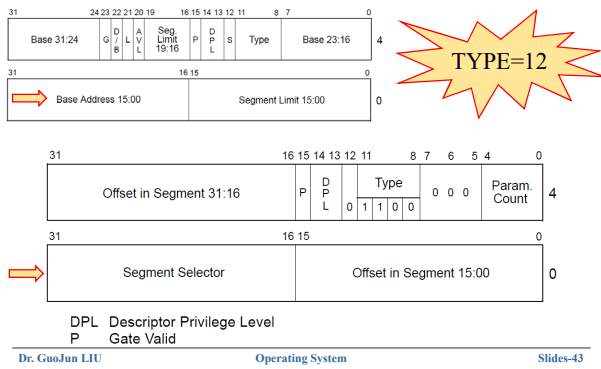 31 24 23 22 21 20 19 16 15 14 13 12 11 8 7 0
Base 31:24 G D/B L AVL Seg. Limit 19:16 P DPL S Type Base 23:16 4
TYPE=12
31 16 15 0
Base Address 15:00 Segment Limit 15:00 0
31 16 15 14 13 12 11 8 7 6 5 4 0
Offset in Segment 31:16 P DPL 0 Type 1 1 0 0 0 0 0 Param. Count 4
31 16 15 0
Segment Selector Offset in Segment 15:00 0
DPL Descriptor Privilege Level
P Gate Valid
Dr. GuoJun LIU Operating System Slides-43